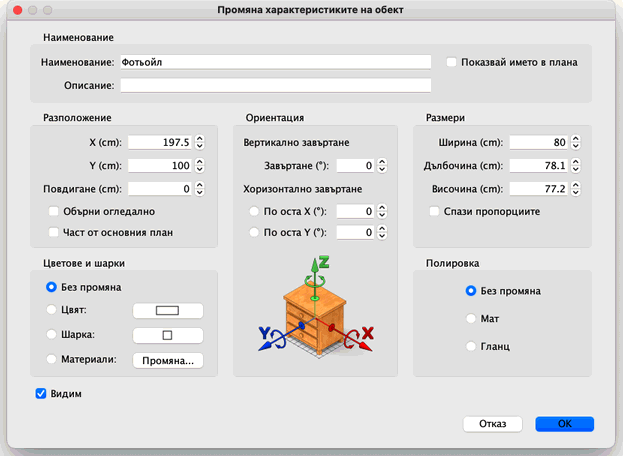 Промяна характеристиките на обект
Наименование
Наименование: Фотьойл
Показвай името в плана
Описание:
Разположение
X (cm): 197.5
Y (cm): 100
Повдигане (cm): 0
Обърни огледално
Част от основния план
Ориентация
Вертикално завъртане
Завъртане (°): 0
Хоризонтално завъртане
По оста X (°): 0
По оста Y (°): 0
Размери
Ширина (cm): 80
Дълбочина (cm): 78.1
Височина (cm): 77.2
Спази пропорциите
Цветове и шарки
Без промяна
Цвят:
Шарка:
Материали: Промяна...
Z
Y
X
Полировка
Без промяна
Мат
Гланц
Видим
Отказ
OK